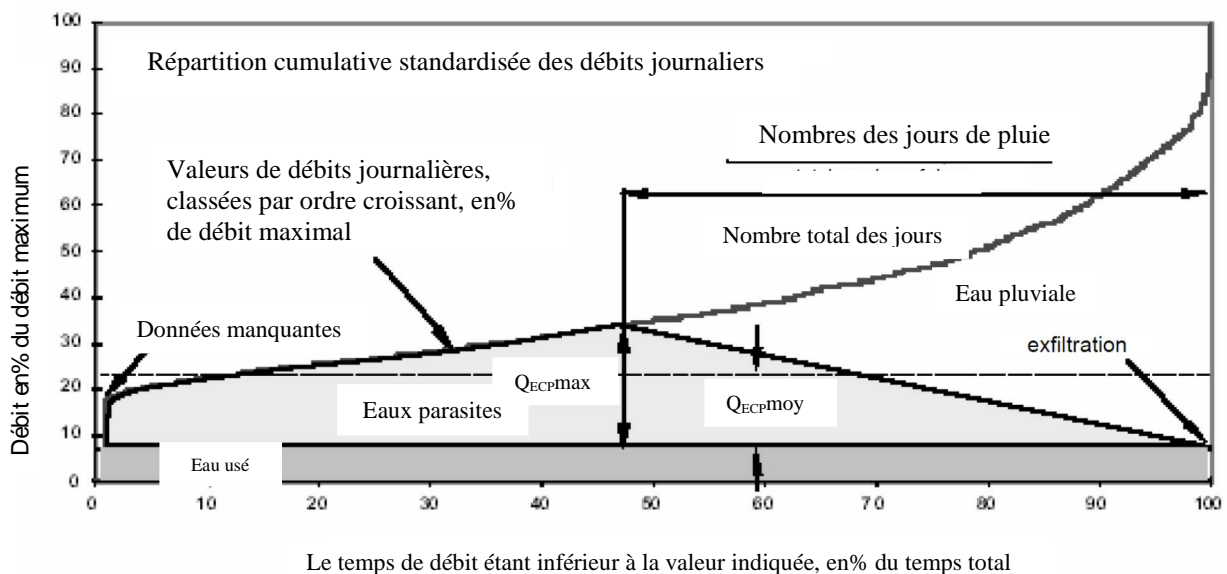 Répartition cumulative standardisée des débits journaliers
Nombres des jours de pluie
Valeurs de débits journalières,
classées par ordre croissant, en%
de débit maximal
Nombre total des jours
Eau pluviale
Données manquantes
exfiltration
QECPmax
QECPmoy
Eaux parasites
Eau usé
Débit en% du débit maximum
100
90
80
70
60
50
40
30
20
10
0
0 10 20 30 40 50 60 70 80 90 100
Le temps de débit étant inférieur à la valeur indiquée, en% du temps total